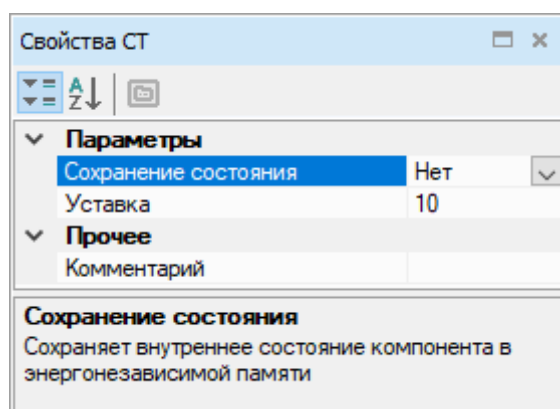 Свойства СТ
Параметры
Сохранение состояния Нет
Уставка 10
Прочее
Комментарий
Сохранение состояния
Сохраняет внутреннее состояние компонента в
энергонезависимой памяти